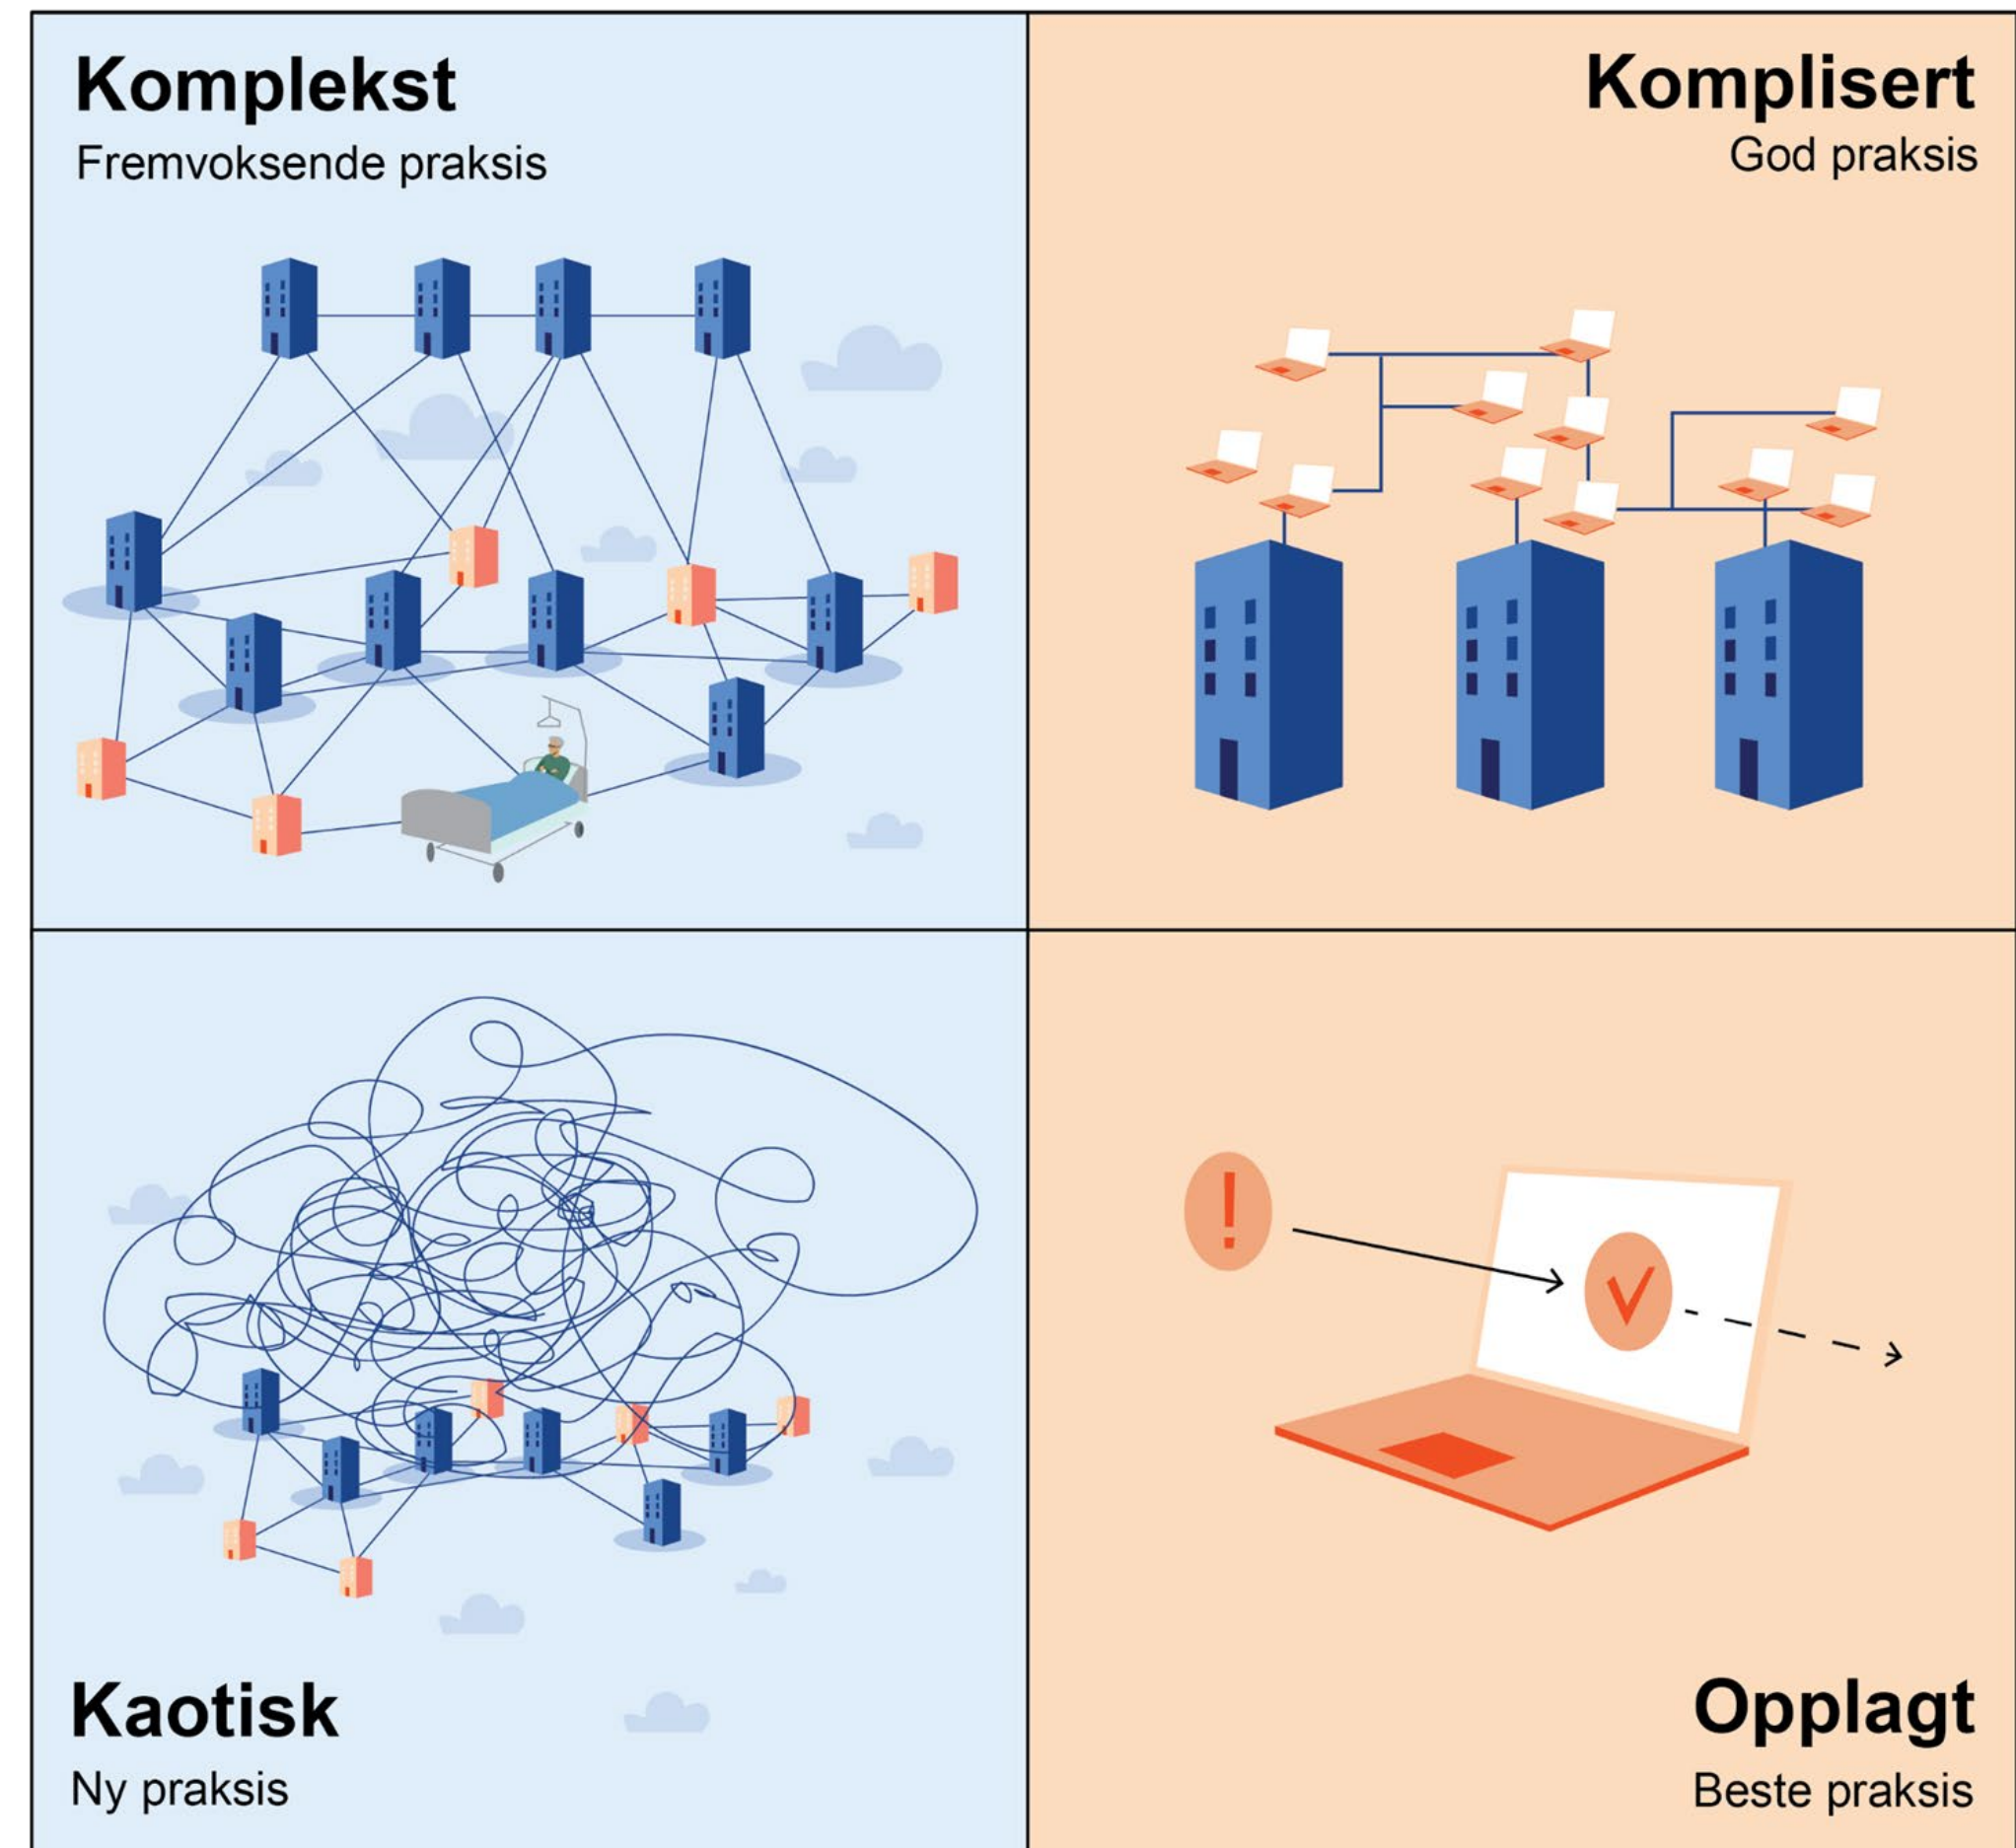 Komplekst
Fremvoksende praksis
Komplisert
God praksis
Kaotisk
Ny praksis
Opplagt
Beste praksis